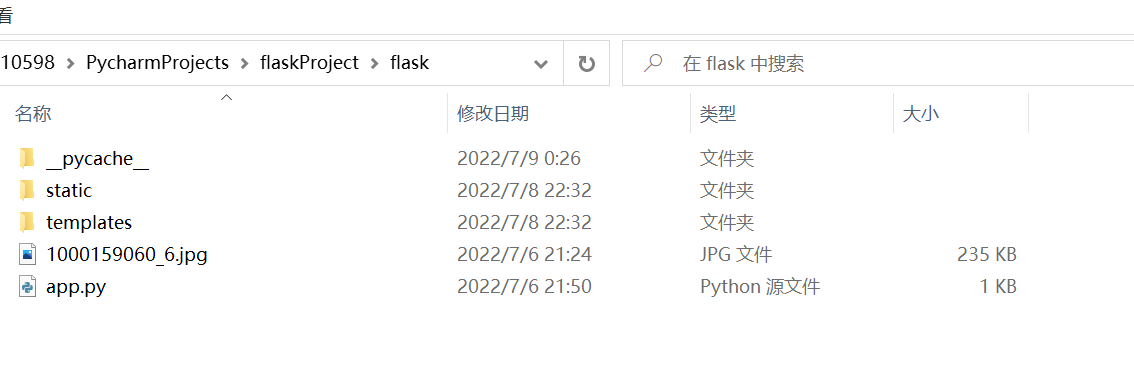 看
10598 > PycharmProjects > flaskProject > flask 在 flask 中搜索
名称 修改日期 类型 大小
__pycache__ 2022/7/9 0:26 文件夹
static 2022/7/8 22:32 文件夹
templates 2022/7/8 22:32 文件夹
1000159060_6.jpg 2022/7/6 21:24 JPG 文件 235 KB
app.py 2022/7/6 21:50 Python 源文件 1 KB